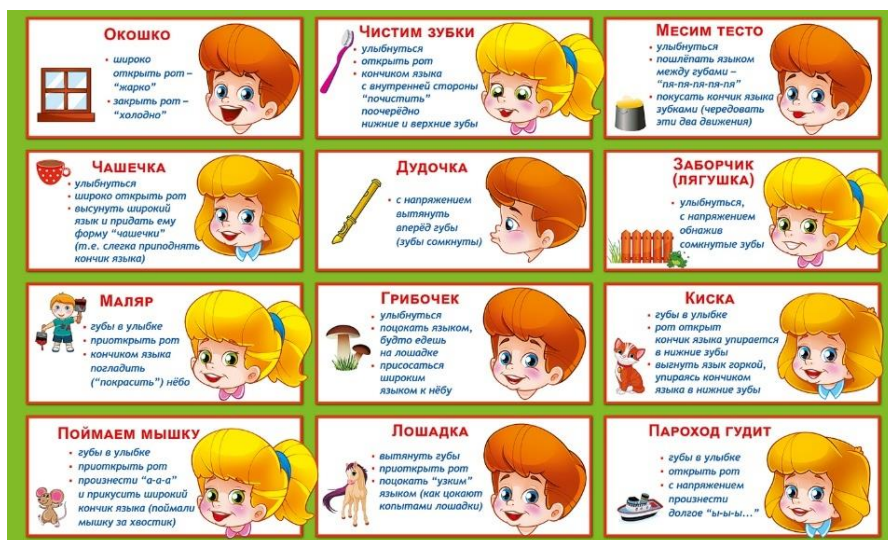 Окошко
• широко
открыть рот –
“жарко”
• закрыть рот –
“холодно”
Чистим зубки
• улыбнуться
• открыть рот
• кончиком языка
с внутренней стороны
“почистить”
поочерёдно
нижние и верхние зубы
Месим тесто
• улыбнуться
• пошлёпать языком
между губами –
“пя-пя-пя-пя-пя”
• покусать кончик языка
зубками (чередовать
эти два движения)
Чашечка
• улыбнуться
• широко открыть рот
• высунуть широкий
язык и придать ему
форму “чашечки”
(т.е. слегка приподнять
кончик языка)
Дудочка
• с напряжением
вытянуть
вперёд губы
(зубы сомкнуты)
Заборчик
(лягушка)
• улыбнуться,
с напряжением
обнажив
сомкнутые зубы
Маляр
• губы в улыбке
• приоткрыть рот
• кончиком языка
погладить
(“покрасить”) нёбо
Грибочек
• улыбнуться
• поцокать языком,
будто едешь
на лошадке
• присосаться
широким
языком к нёбу
Киска
• губы в улыбке
• рот открыт
кончик языка упирается
в нижние зубы
• выгнуть язык горкой,
упираясь кончиком
языка в нижние зубы
Поймаем мышку
• губы в улыбке
• приоткрыть рот
• произнести “а-а-а”
и прикусить широкий
кончик языка (поймали
мышку за хвостик)
Лошадка
• вытянуть губы
• приоткрыть рот
• поцокать “узким”
языком (как цокают
копытами лошадки)
Пароход гудит
• губы в улыбке
• открыть рот
• с напряжением
произнести
долгое “ы-ы-ы...”